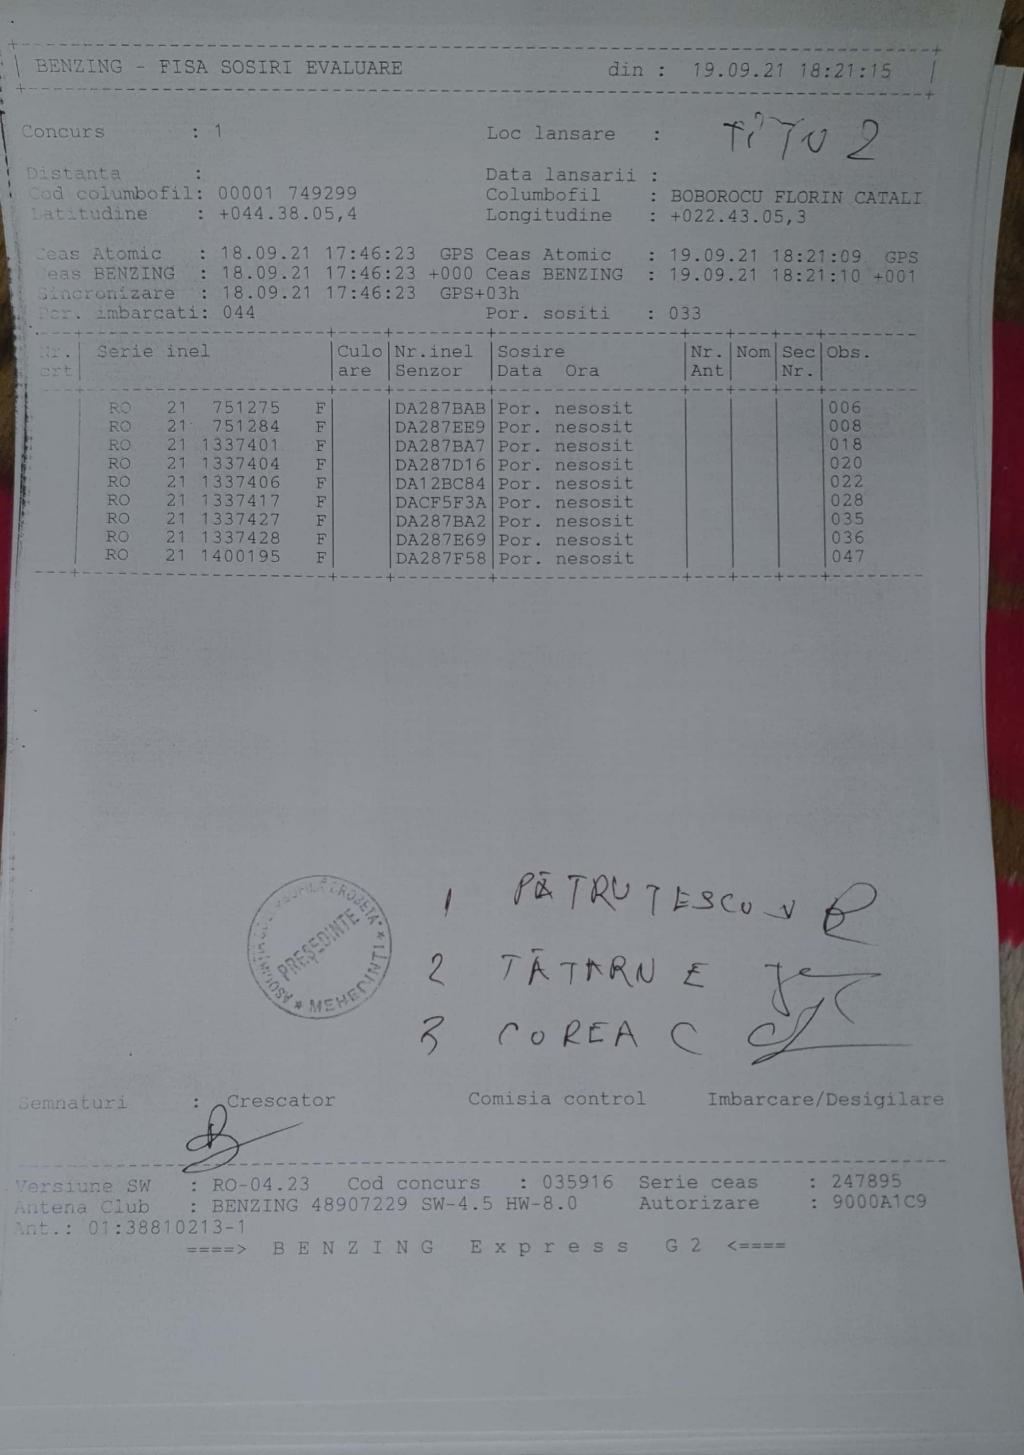 BENZING - FISA SOSIRI EVALUARE din : 19.09.21 18:21:15
Concurs : 1 Loc lansare : TITU 2
Distanta : Data lansarii :
Cod columbofil: 00001 749299 Columbofil : BOBOROCU FLORIN CATALI
Latitudine : +044.38.05,4 Longitudine : +022.43.05,3
Ceas Atomic : 18.09.21 17:46:23 GPS Ceas Atomic : 19.09.21 18:21:09 GPS
Ceas BENZING : 18.09.21 17:46:23 +000 Ceas BENZING : 19.09.21 18:21:10 +001
Sincronizare : 18.09.21 17:46:23 GPS+03h
Por. imbarcati: 044 Por. sositi : 033
Nr. Serie inel Culo Nr.inel Sosire Nr. Nom Sec Obs.
crt are Senzor Data Ora Ant Nr.
RO 21 751275 F DA287BAB Por. nesosit 006
RO 21 751284 F DA287EE9 Por. nesosit 008
RO 21 1337401 F DA287BA7 Por. nesosit 018
RO 21 1337404 F DA287D16 Por. nesosit 020
RO 21 1337406 F DA12BC84 Por. nesosit 022
RO 21 1337417 F DACF5F3A Por. nesosit 028
RO 21 1337427 F DA287BA2 Por. nesosit 035
RO 21 1337428 F DA287E69 Por. nesosit 036
RO 21 1400195 F DA287F58 Por. nesosit 047
PREȘEDINTE
MEHEDINTI
1 PĂTRUTESCU V
2 TĂTARU E
3 COREA C
Semnaturi : Crescator Comisia control Imbarcare/Desigilare
Versiune SW : RO-04.23 Cod concurs : 035916 Serie ceas : 247895
Antena Club : BENZING 48907229 SW-4.5 HW-8.0 Autorizare : 9000A1C9
Ant.: 01:38810213-1
====> B E N Z I N G E x p r e s s G 2 <====